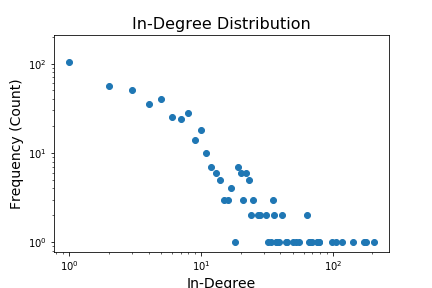 In-Degree Distribution
Frequency (Count)
10²
10¹
10⁰
10⁰ 10¹ 10²
In-Degree